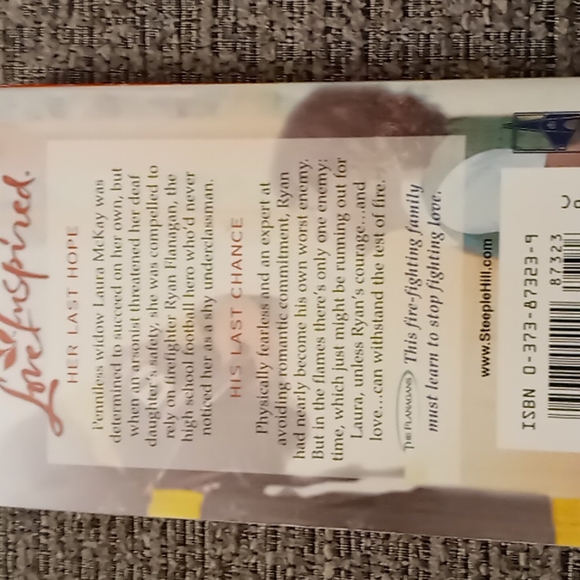 Love Inspired.
HER LAST HOPE
Penniless widow Laura McKay was
determined to succeed on her own, but
when an arsonist threatened her deaf
daughter's safety, she was compelled to
rely on firefighter Ryan Flanagan, the
high school football hero who'd never
noticed her as a shy underclassman.
HIS LAST CHANCE
Physically fearless and an expert at
avoiding romantic commitment, Ryan
had nearly become his own worst enemy.
But in the flames there's only one enemy:
time, which just might be running out for
Laura, unless Ryan's courage...and
love...can withstand the test of fire.
THE FLANAGANS This fire-fighting family
must learn to stop fighting love.
www.SteepleHill.com
ISBN 0-373-87323-9
87323